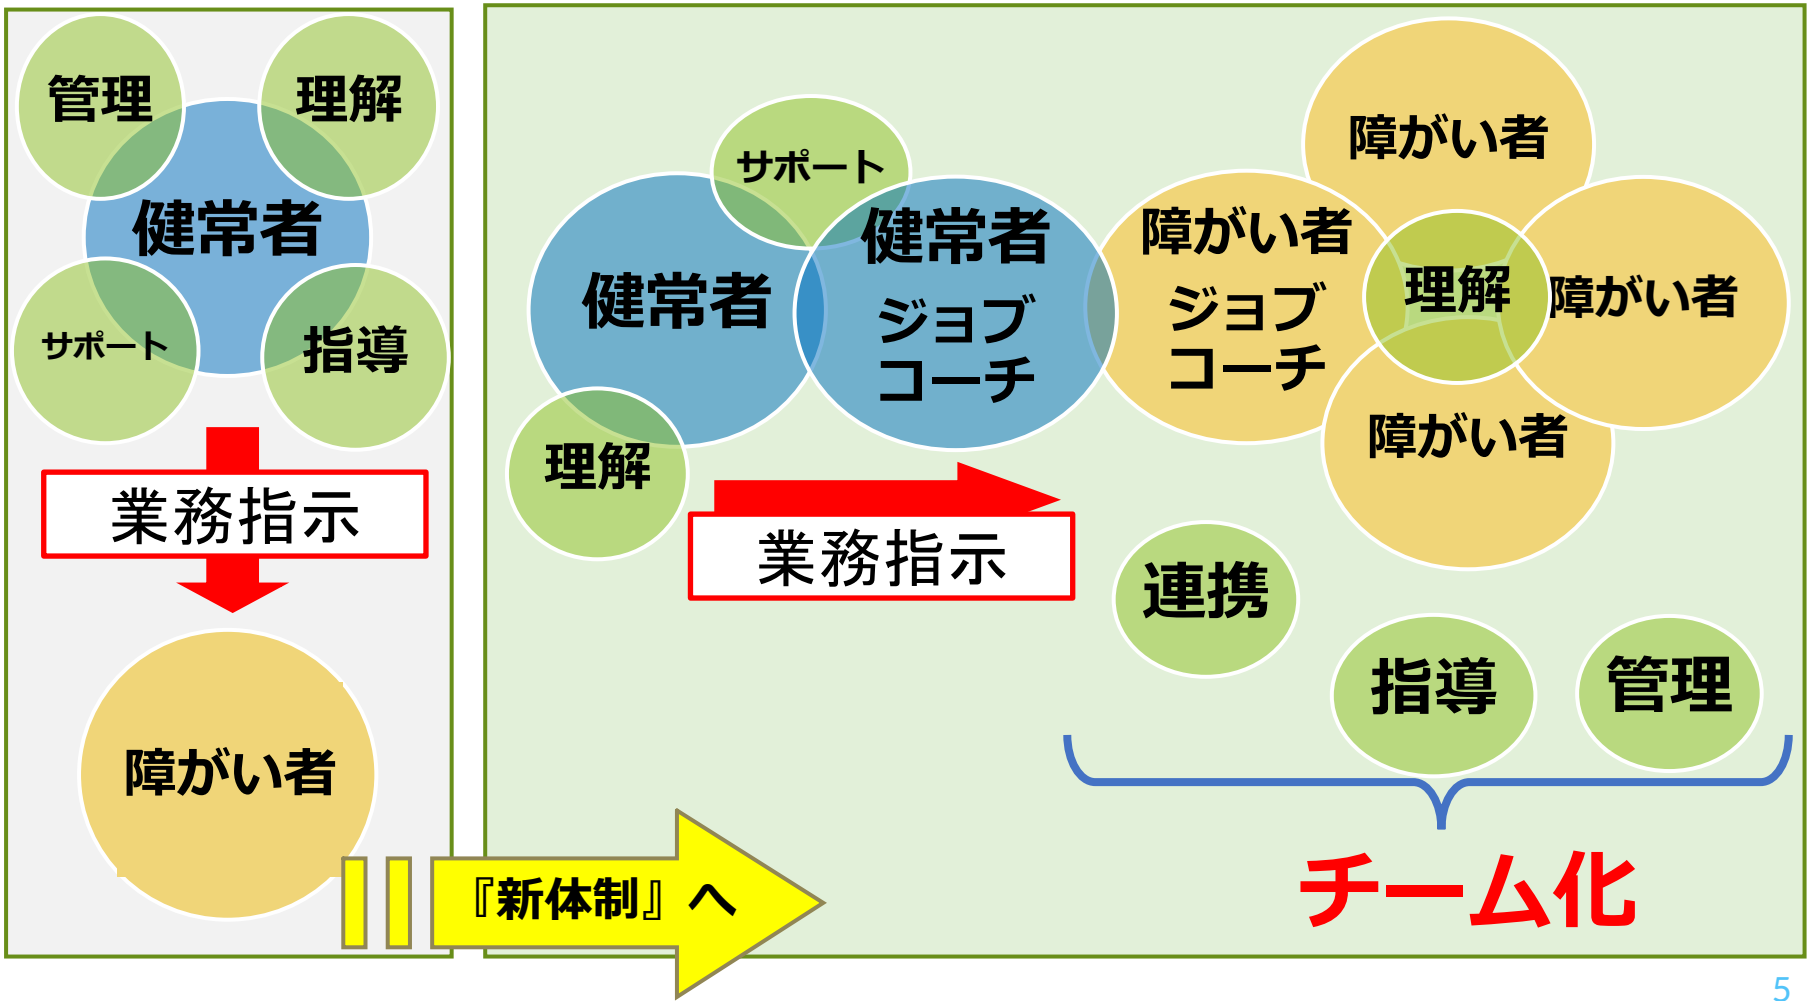 管理
理解
健常者
サポート
指導
業務指示
障がい者
『新体制』へ
サポート
健常者
健常者
ジョブ
コーチ
理解
業務指示
障がい者
障がい者
ジョブ
コーチ
理解
障がい者
障がい者
連携
指導
管理
チーム化
5